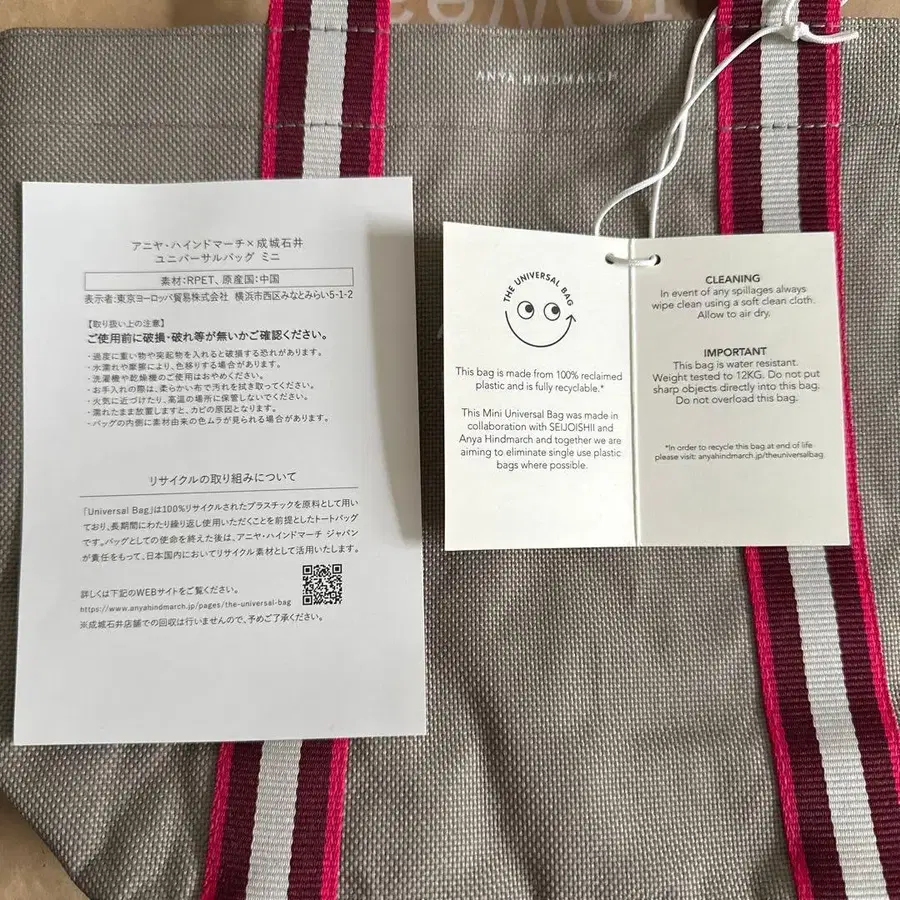 ANYA HINDMARCH
アニヤ・ハインドマーチ×成城石井
ユニバーサルバッグ ミニ
素材:RPET、原産国:中国
表示者:東京ヨーロッパ貿易株式会社 横浜市西区みなとみらい5-1-2
【取り扱い上の注意】
ご使用前に破損・破れ等が無いかご確認ください。
・過度に重い物や突起物を入れると破損する恐れがあります。
・水濡れや摩擦により、色移りする場合があります。
・洗濯機や乾燥機のご使用はおやめください。
・お手入れの際は、柔らかい布で汚れを拭き取ってください。
・火気に近づけたり、高温の場所に保管しないでください。
・濡れたまま放置しますと、カビの原因となります。
・バッグの内側に素材由来の色ムラが見られる場合があります。
リサイクルの取り組みについて
「Universal Bag」は100%リサイクルされたプラスチックを原料として用い
ており、長期間にわたり繰り返し使用いただくことを前提としたトートバッグ
です。バッグとしての使命を終えた後は、アニヤ・ハインドマーチ ジャパン
が責任をもって、日本国内においてリサイクル素材として活用いたします。
詳しくは下記のWEBサイトをご覧ください。
https://www.anyahindmarch.jp/pages/the-universal-bag
※成城石井店舗での回収は行いませんので、予めご了承ください。
THE UNIVERSAL BAG
This bag is made from 100% reclaimed
plastic and is fully recyclable.*
This Mini Universal Bag was made in
collaboration with SEIJOISHII and
Anya Hindmarch and together we are
aiming to eliminate single use plastic
bags where possible.
CLEANING
In event of any spillages always
wipe clean using a soft clean cloth.
Allow to air dry.
IMPORTANT
This bag is water resistant.
Weight tested to 12KG. Do not put
sharp objects directly into this bag.
Do not overload this bag.
*In order to recycle this bag at end of life
please visit: anyahindmarch.jp/theuniversalbag.